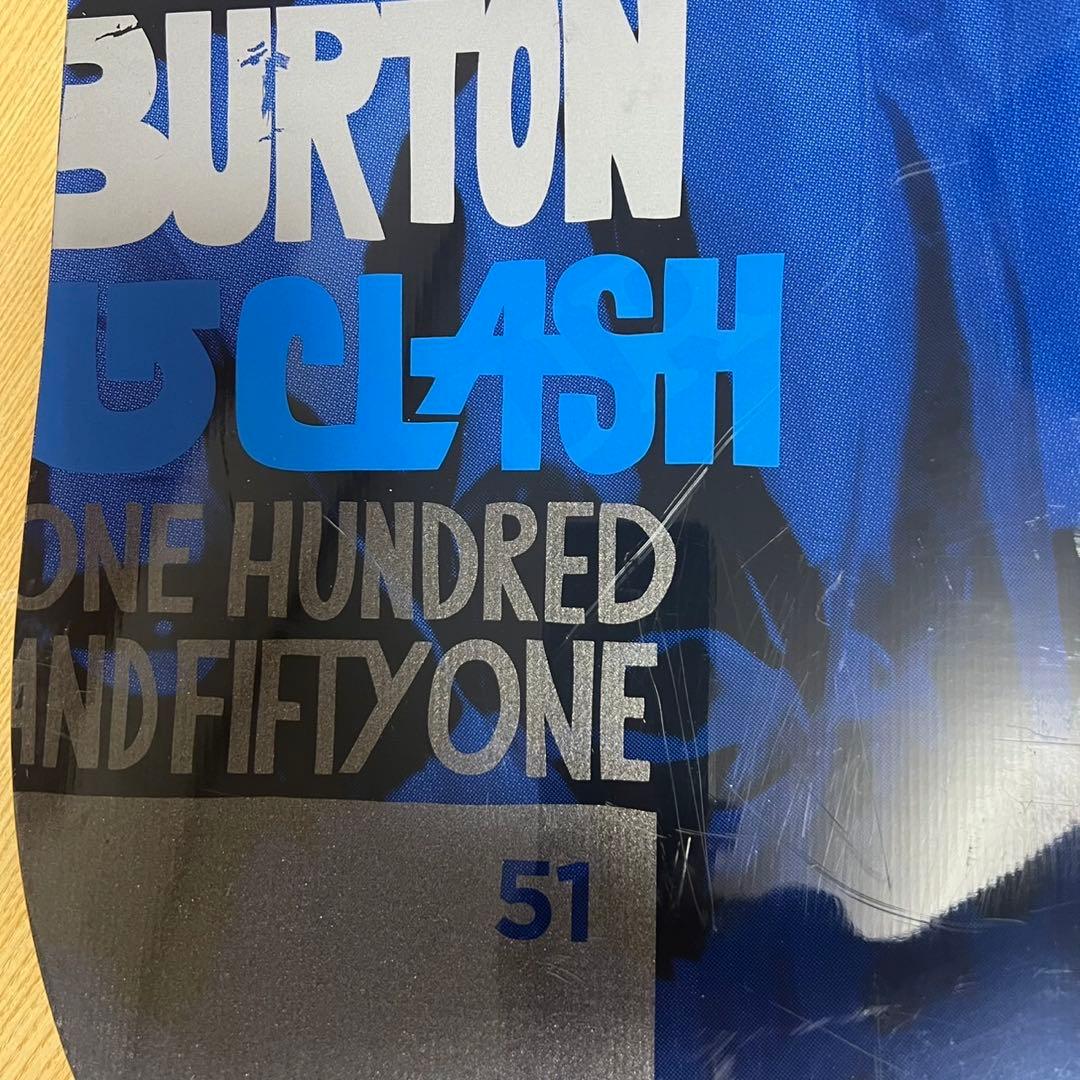 BURTON
CLASH
ONE HUNDRED
AND FIFTY ONE
51